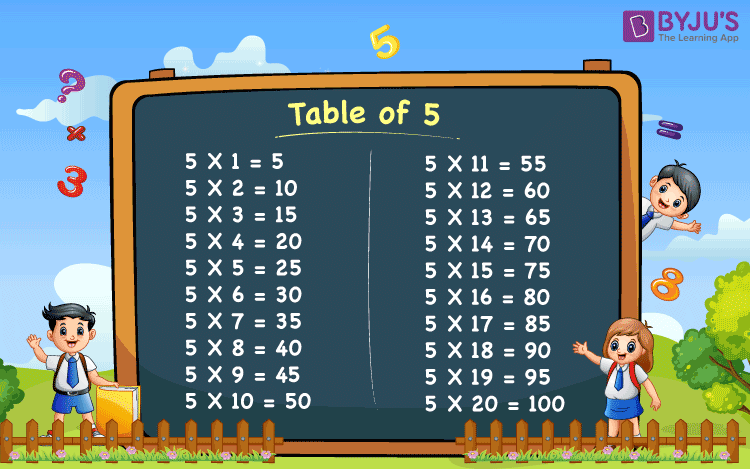 BYJU'S
The Learning App
5
?
×
3
=
8
Table of 5
5 X 1 = 5
5 X 2 = 10
5 X 3 = 15
5 X 4 = 20
5 X 5 = 25
5 X 6 = 30
5 X 7 = 35
5 X 8 = 40
5 X 9 = 45
5 X 10 = 50
5 X 11 = 55
5 X 12 = 60
5 X 13 = 65
5 X 14 = 70
5 X 15 = 75
5 X 16 = 80
5 X 17 = 85
5 X 18 = 90
5 X 19 = 95
5 X 20 = 100